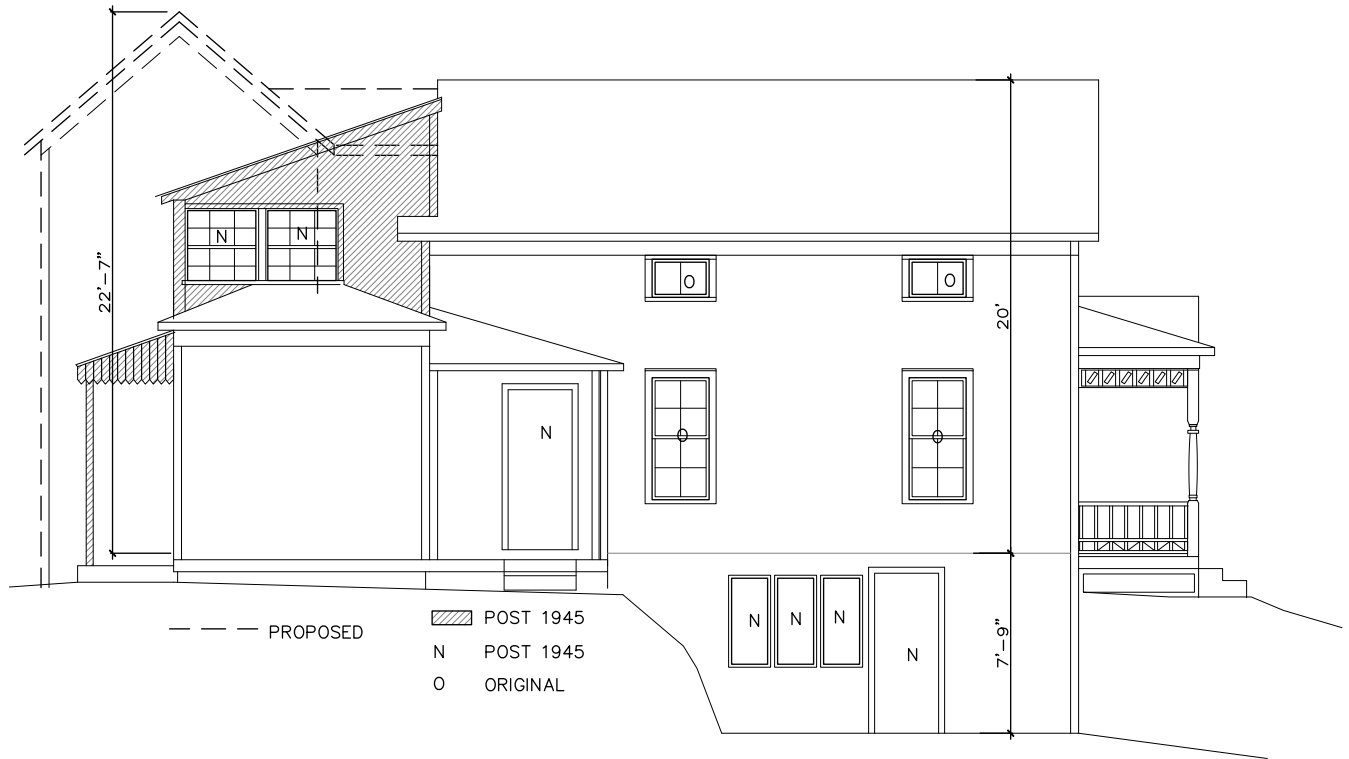 N
N
O
O
22'-7"
20'
N
O
O
N
N
N
N
7'-9"
PROPOSED
POST 1945
N POST 1945
O ORIGINAL